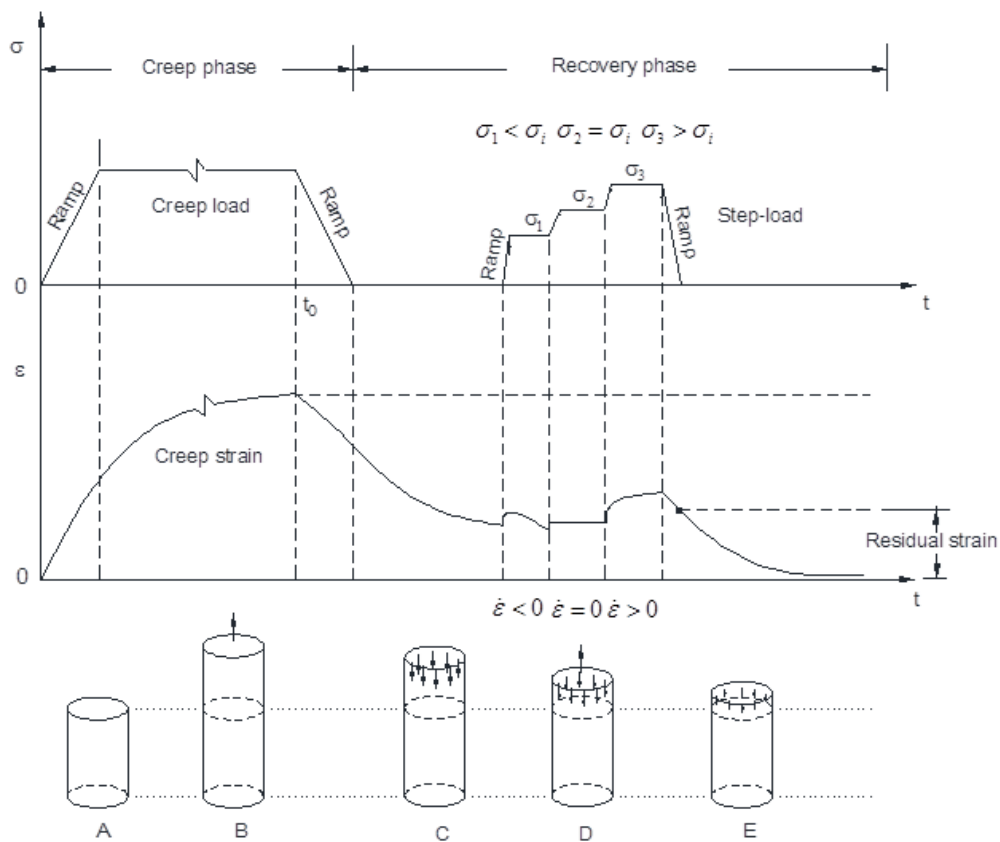 σ
Creep phase
Recovery phase
σ₁ < σᵢ σ₂ = σᵢ σ₃ > σᵢ
Ramp
Creep load
Ramp
Ramp
σ₁
σ₂
σ₃
Ramp
Step-load
0
t₀
t
ε
Creep strain
Residual strain
0
t
ε̇ < 0 ε̇ = 0 ε̇ > 0
A
B
C
D
E